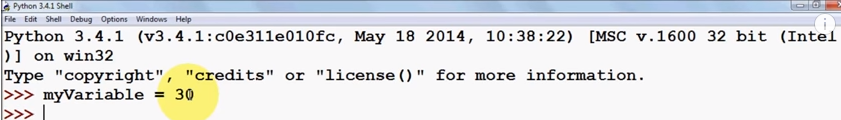 Python 3.4.1 Shell
File Edit Shell Debug Options Windows Help
Python 3.4.1 (v3.4.1:c0e311e010fc, May 18 2014, 10:38:22) [MSC v.1600 32 bit (Intel
)] on win32
Type "copyright", "credits" or "license()" for more information.
>>> myVariable = 30
>>>